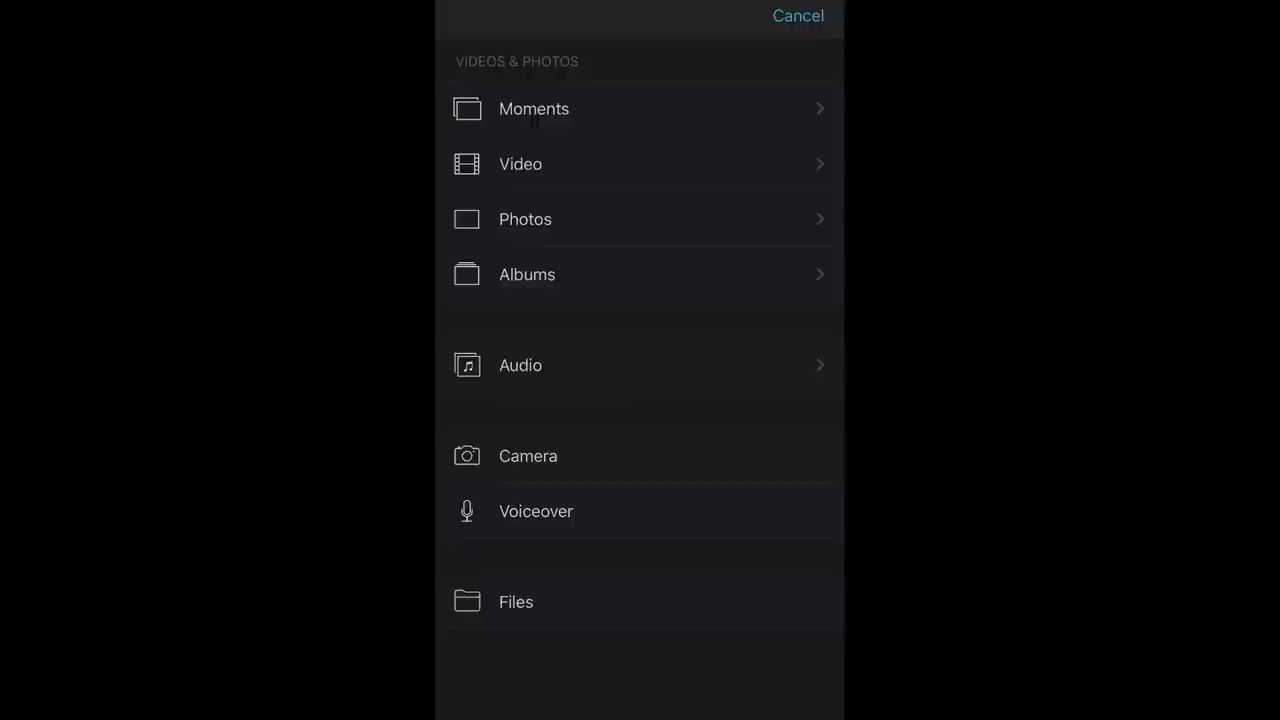 Cancel
VIDEOS & PHOTOS
Moments
Video
Photos
Albums
Audio
Camera
Voiceover
Files